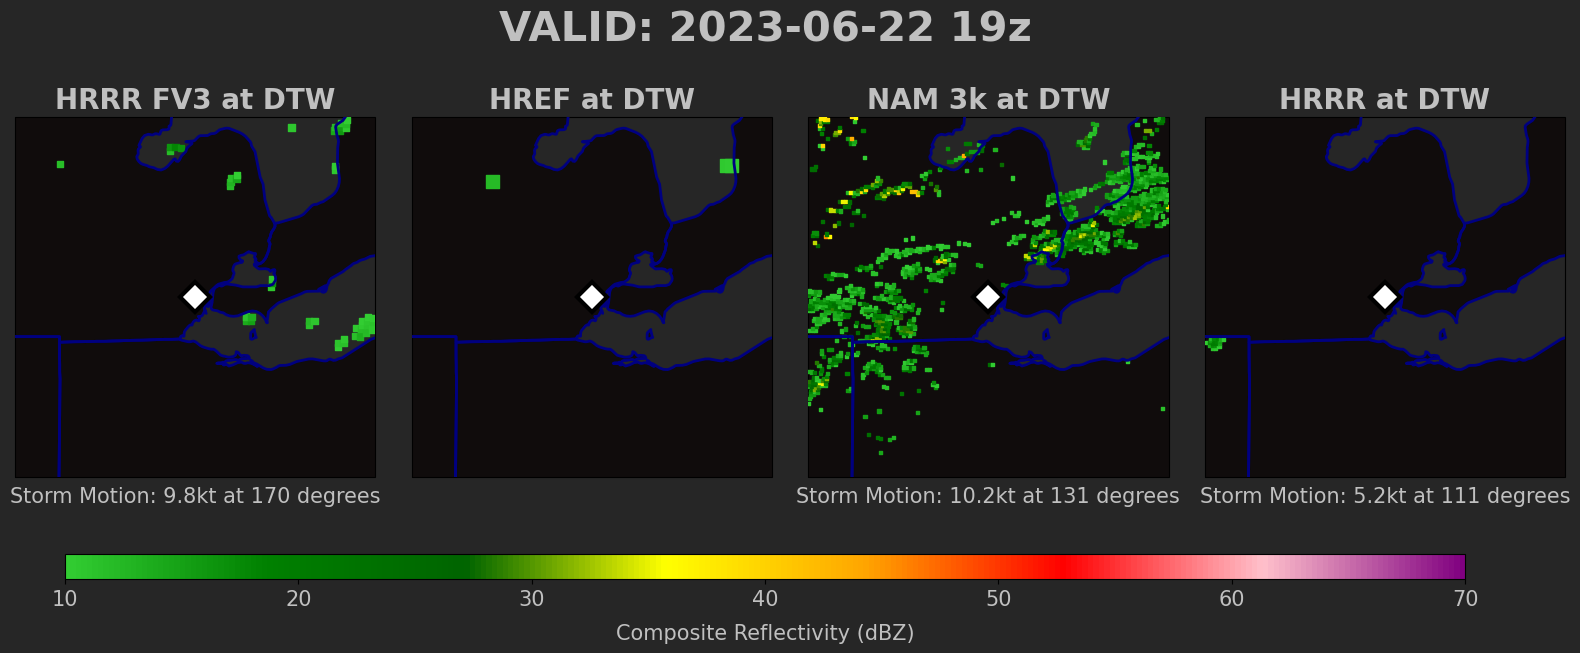 VALID: 2023-06-22 19z
HRRR FV3 at DTW
HREF at DTW
NAM 3k at DTW
HRRR at DTW
Storm Motion: 9.8kt at 170 degrees
Storm Motion: 10.2kt at 131 degrees
Storm Motion: 5.2kt at 111 degrees
10 20 30 40 50 60 70
Composite Reflectivity (dBZ)